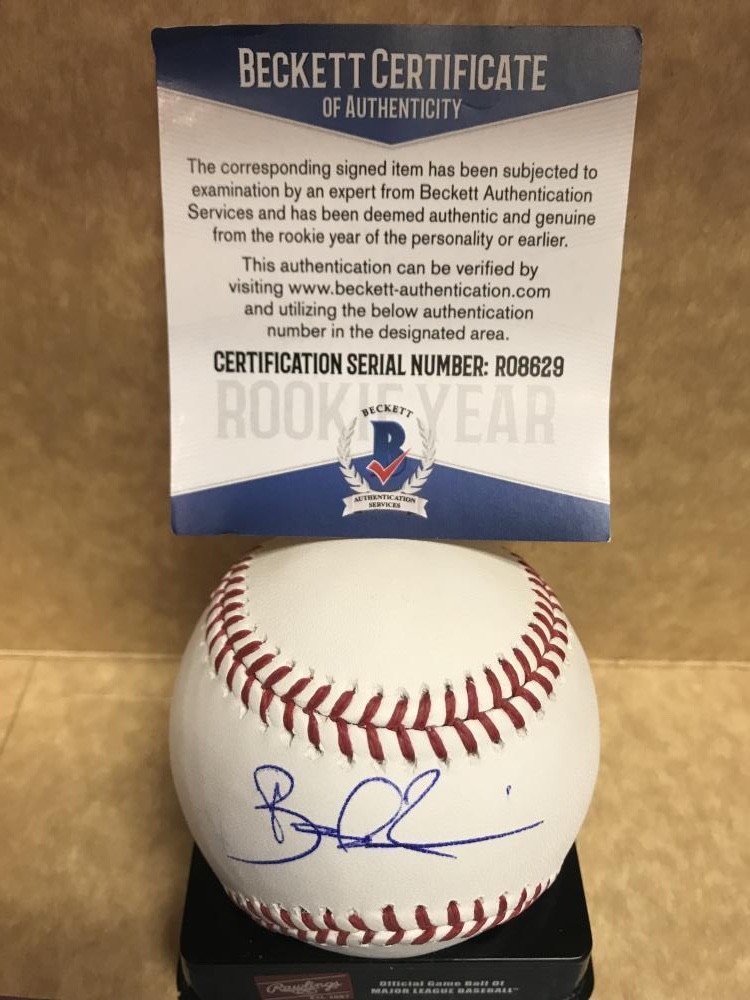 BECKETT CERTIFICATE
OF AUTHENTICITY
The corresponding signed item has been subjected to
examination by an expert from Beckett Authentication
Services and has been deemed authentic and genuine
from the rookie year of the personality or earlier.
This authentication can be verified by
visiting www.beckett-authentication.com
and utilizing the below authentication
number in the designated area.
CERTIFICATION SERIAL NUMBER: R08629
ROOKIE YEAR
BECKETT
B
AUTHENTICATION
SERVICES
Rawlings
Official Game Ball Of
MAJOR LEAGUE BASEBALL